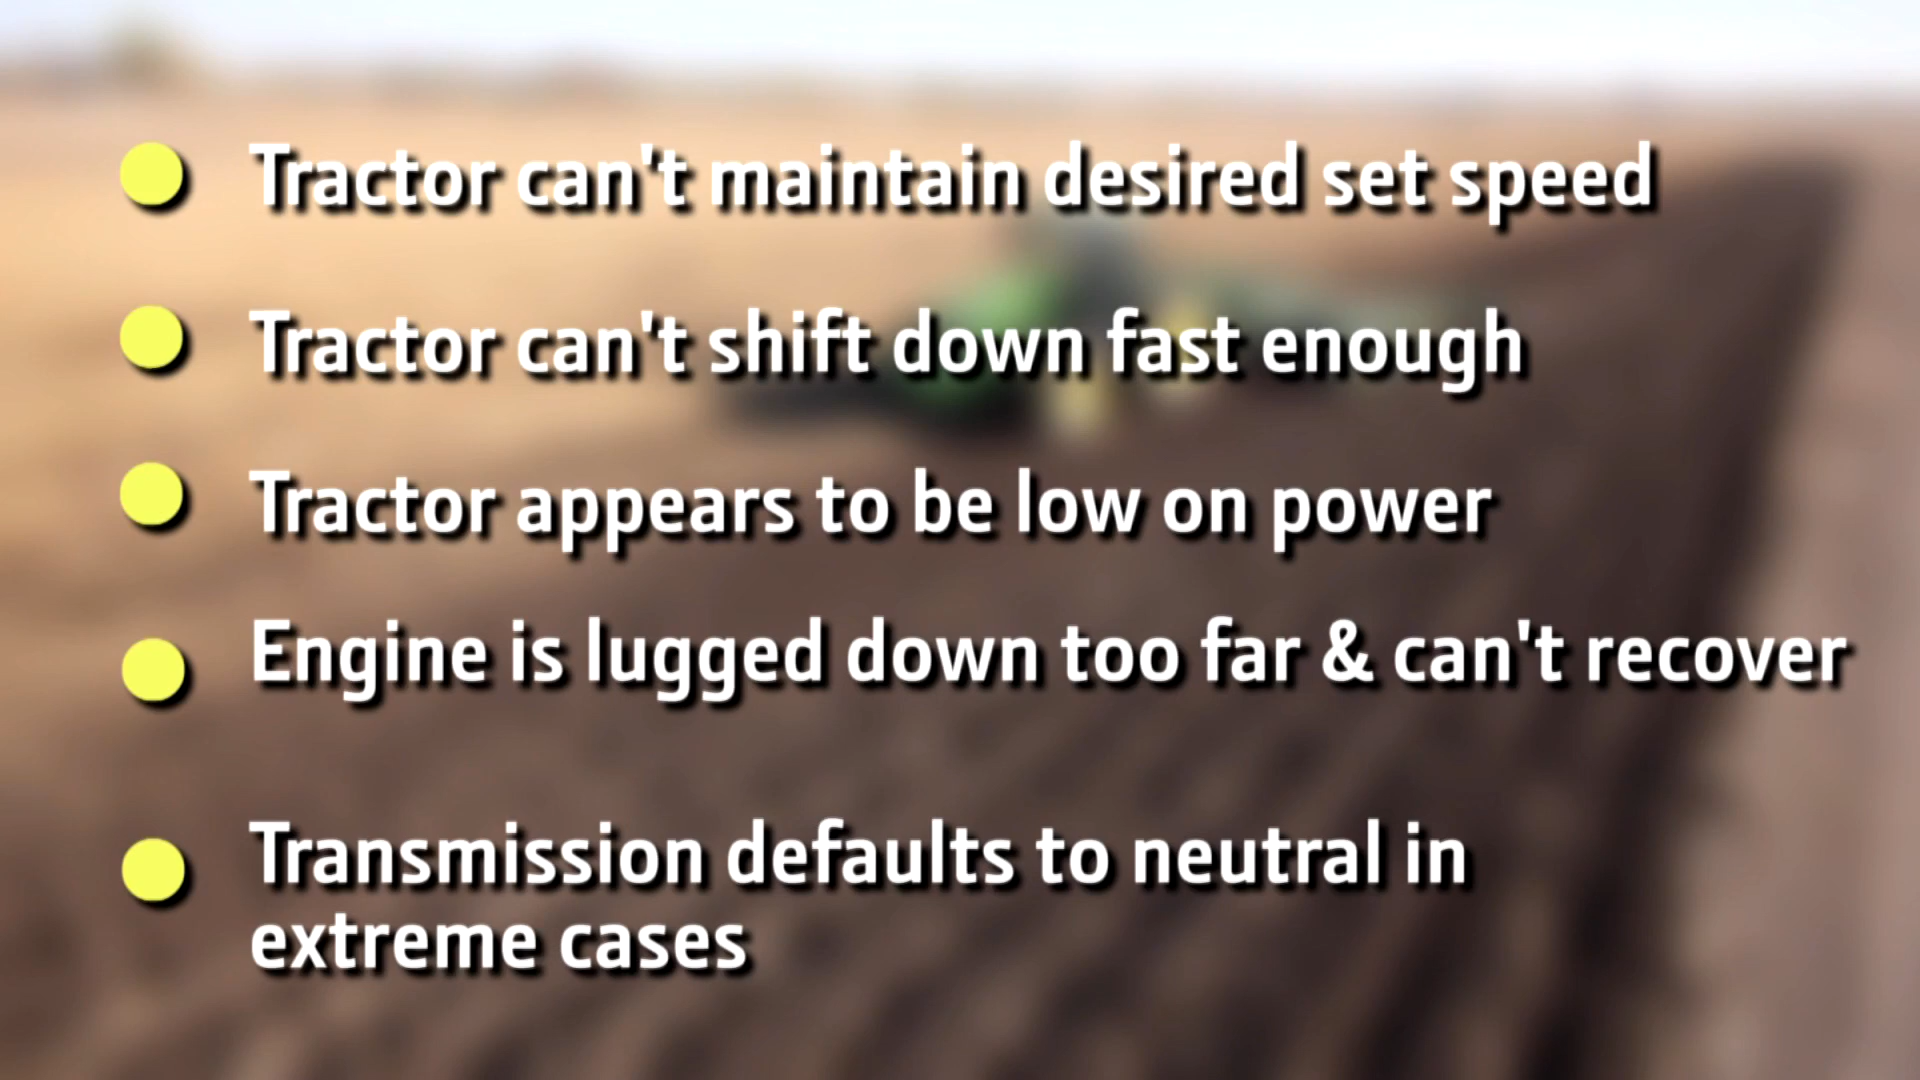 Tractor can't maintain desired set speed
Tractor can't shift down fast enough
Tractor appears to be low on power
Engine is lugged down too far & can't recover
Transmission defaults to neutral in
extreme cases